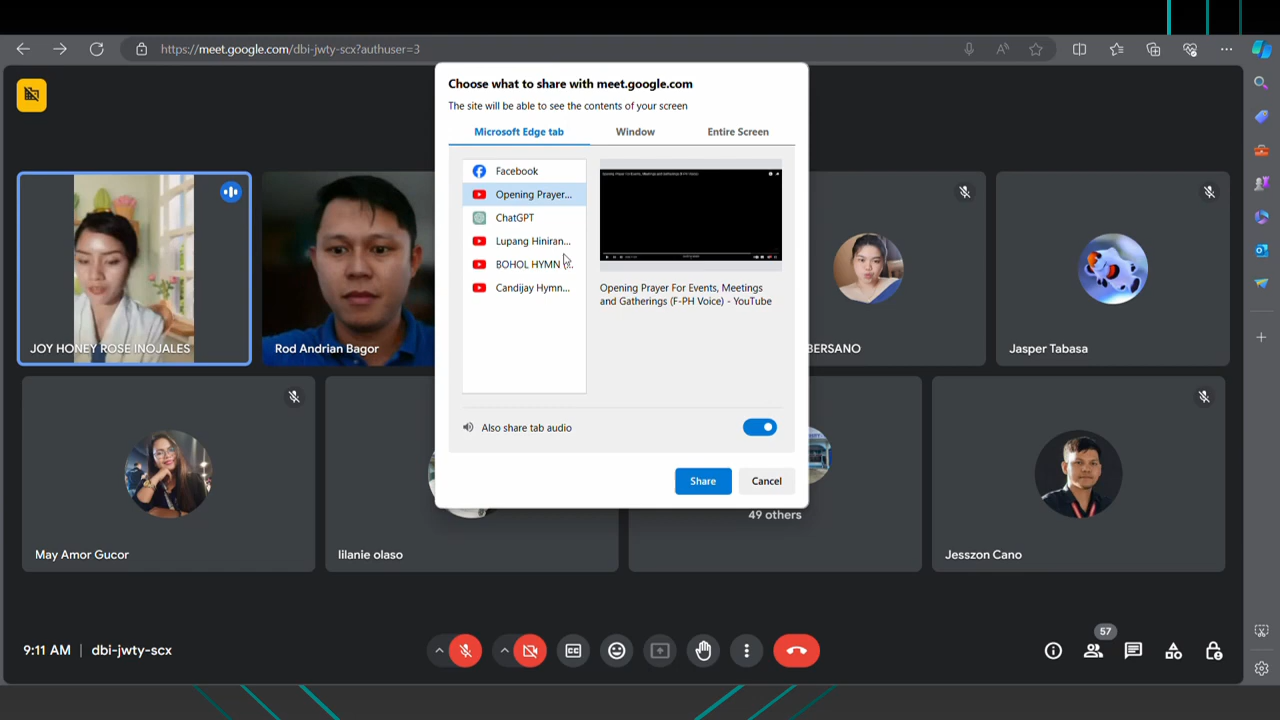 https://meet.google.com/dbi-jwty-scx?authuser=3
Choose what to share with meet.google.com
The site will be able to see the contents of your screen
Microsoft Edge tab
Window
Entire Screen
Facebook
Opening Prayer...
ChatGPT
Lupang Hiniran...
BOHOL HYMN
Candijay Hymn...
Opening Prayer For Events, Meetings
and Gatherings (F-PH Voice) - YouTube
Also share tab audio
Share
Cancel
JOY HONEY ROSE INOJALES
Rod Andrian Bagor
BERSANO
Jasper Tabasa
May Amor Gucor
lilanie olaso
49 others
Jesszon Cano
9:11 AM | dbi-jwty-scx
57